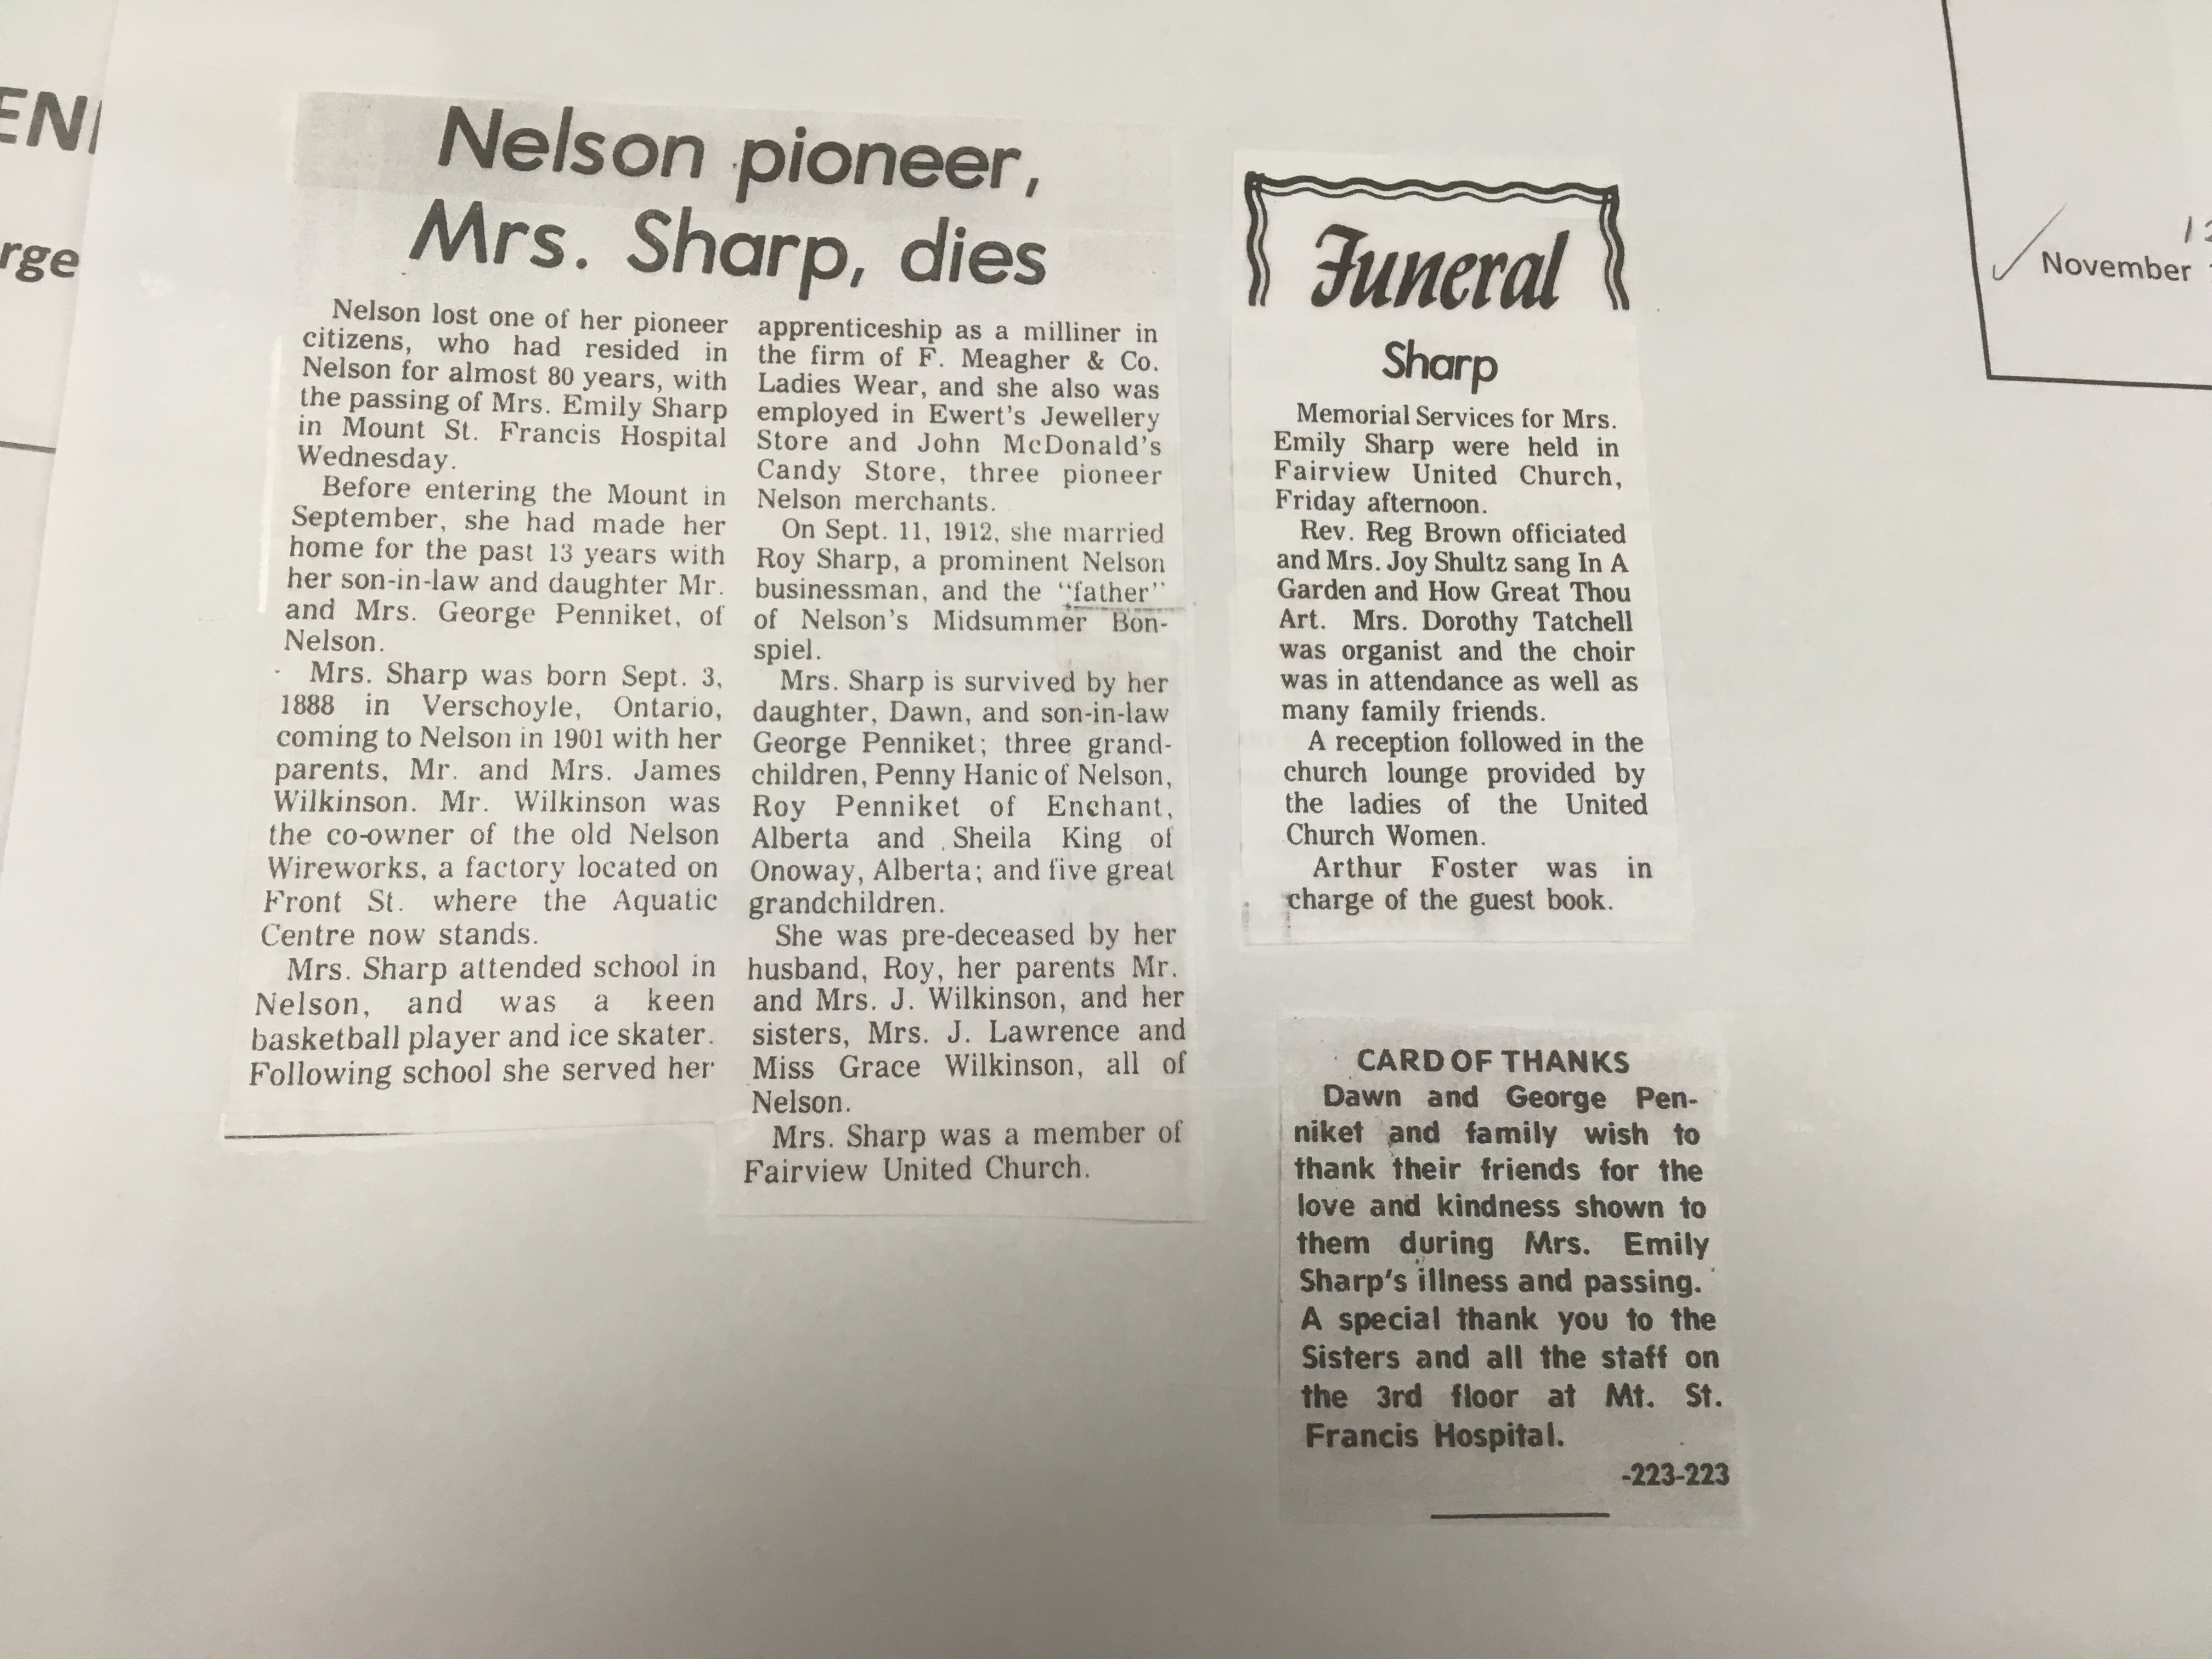 ENI
rge
Nelson pioneer,
Mrs. Sharp, dies
Nelson lost one of her pioneer
citizens, who had resided in
Nelson for almost 80 years, with
the passing of Mrs. Emily Sharp
in Mount St. Francis Hospital
Wednesday.
Before entering the Mount in
September, she had made her
home for the past 13 years with
her son-in-law and daughter Mr.
and Mrs. George Penniket, of
Nelson.
Mrs. Sharp was born Sept. 3,
1888 in Verschoyle, Ontario,
coming to Nelson in 1901 with her
parents, Mr. and Mrs. James
Wilkinson. Mr. Wilkinson was
the co-owner of the old Nelson
Wireworks, a factory located on
Front St. where the Aquatic
Centre now stands.
Mrs. Sharp attended school in
Nelson, and was a keen
basketball player and ice skater.
Following school she served her
apprenticeship as a milliner in
the firm of F. Meagher & Co.
Ladies Wear, and she also was
employed in Ewert's Jewellery
Store and John McDonald's
Candy Store, three pioneer
Nelson merchants.
On Sept. 11, 1912, she married
Roy Sharp, a prominent Nelson
businessman, and the "father"
of Nelson's Midsummer Bon-
spiel.
Mrs. Sharp is survived by her
daughter, Dawn, and son-in-law
George Penniket; three grand-
children, Penny Hanic of Nelson,
Roy Penniket of Enchant,
Alberta and Sheila King of
Onoway, Alberta; and five great
grandchildren.
She was pre-deceased by her
husband, Roy, her parents Mr.
and Mrs. J. Wilkinson, and her
sisters, Mrs. J. Lawrence and
Miss Grace Wilkinson, all of
Nelson.
Mrs. Sharp was a member of
Fairview United Church.
Funeral
Sharp
Memorial Services for Mrs.
Emily Sharp were held in
Fairview United Church,
Friday afternoon.
Rev. Reg Brown officiated
and Mrs. Joy Shultz sang In A
Garden and How Great Thou
Art. Mrs. Dorothy Tatchell
was organist and the choir
was in attendance as well as
many family friends.
A reception followed in the
church lounge provided by
the ladies of the United
Church Women.
Arthur Foster was in
charge of the guest book.
CARD OF THANKS
Dawn and George Pen-
niket and family wish to
thank their friends for the
love and kindness shown to
them during Mrs. Emily
Sharp's illness and passing.
A special thank you to the
Sisters and all the staff on
the 3rd floor at Mt. St.
Francis Hospital.
-223-223
November